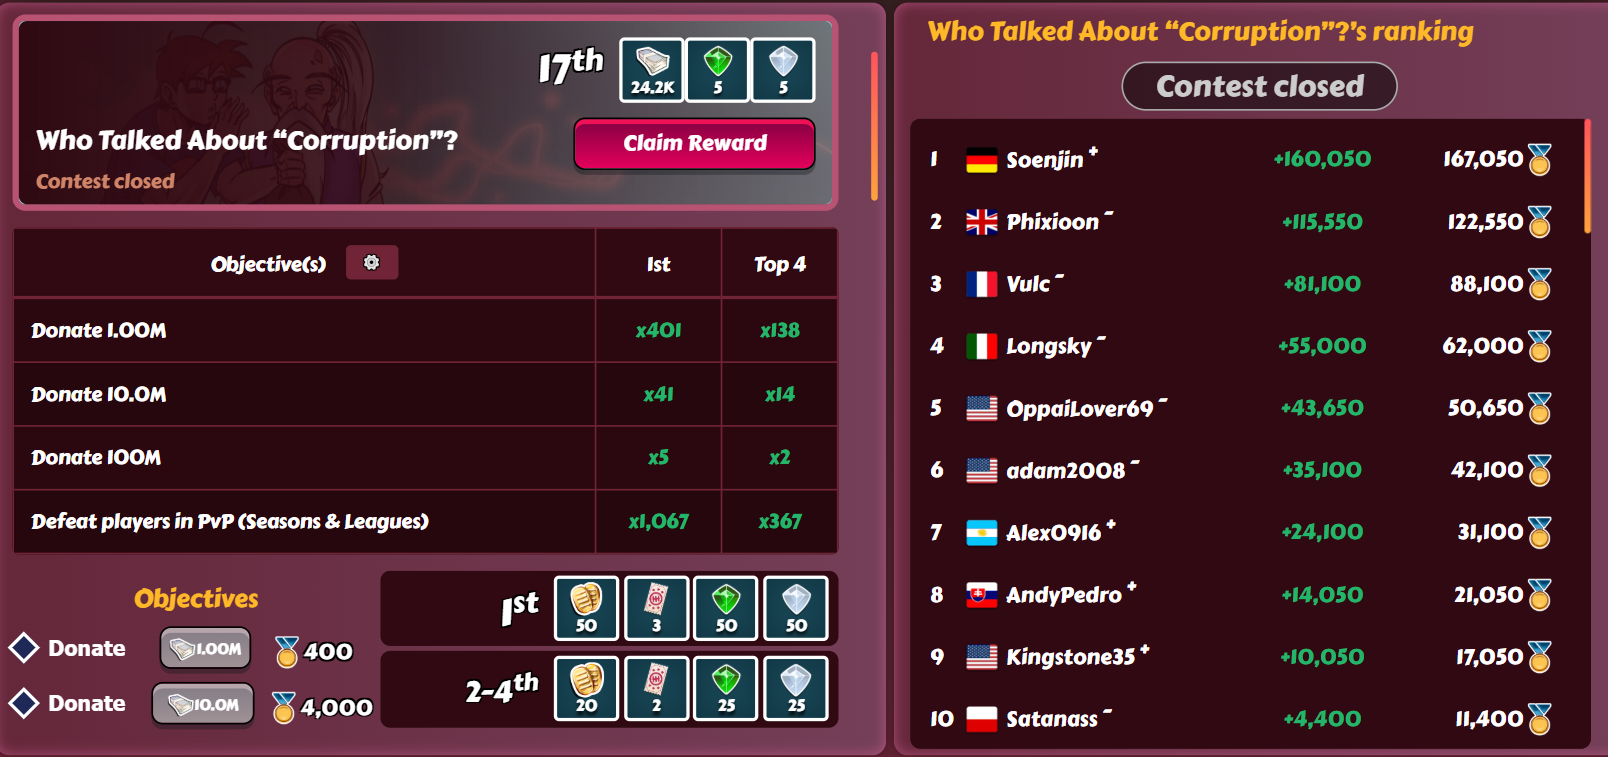 17th
24.2K
5
5
Who Talked About “Corruption”?
Claim Reward
Contest closed
Objective(s)
1st
Top 4
Donate 1.00M
x401
x138
Donate 10.0M
x41
x14
Donate 100M
x5
x2
Defeat players in PvP (Seasons & Leagues)
x1,067
x367
Objectives
Donate
1.00M
400
Donate
10.0M
4,000
1st
50
3
50
50
2-4th
20
2
25
25
Who Talked About “Corruption”?’s ranking
Contest closed
1 Soenjin + +160,050 167,050
2 Phixioon - +115,550 122,550
3 Vulc - +81,100 88,100
4 Longsky - +55,000 62,000
5 OppaiLover69 - +43,650 50,650
6 adam2008 - +35,100 42,100
7 Alex0916 + +24,100 31,100
8 AndyPedro + +14,050 21,050
9 Kingstone35 + +10,050 17,050
10 Satanass - +4,400 11,400